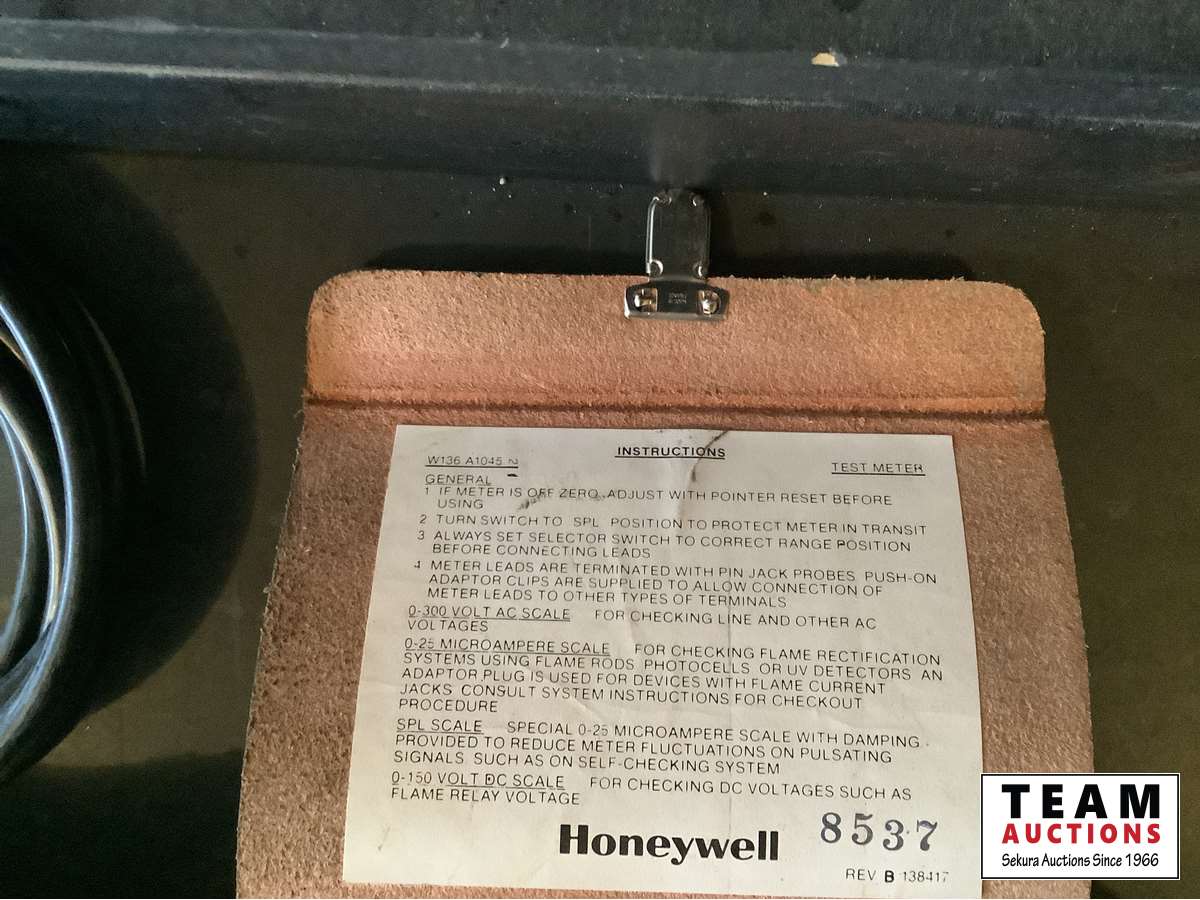 INSTRUCTIONS
W136 A1045 2
TEST METER
GENERAL
1 IF METER IS OFF ZERO, ADJUST WITH POINTER RESET BEFORE
USING
2 TURN SWITCH TO SPL POSITION TO PROTECT METER IN TRANSIT
3 ALWAYS SET SELECTOR SWITCH TO CORRECT RANGE POSITION
BEFORE CONNECTING LEADS
4 METER LEADS ARE TERMINATED WITH PIN JACK PROBES PUSH-ON
ADAPTOR CLIPS ARE SUPPLIED TO ALLOW CONNECTION OF
METER LEADS TO OTHER TYPES OF TERMINALS
0-300 VOLT AC SCALE FOR CHECKING LINE AND OTHER AC
VOLTAGES
0-25 MICROAMPERE SCALE FOR CHECKING FLAME RECTIFICATION
SYSTEMS USING FLAME RODS PHOTOCELLS OR UV DETECTORS AN
ADAPTOR PLUG IS USED FOR DEVICES WITH FLAME CURRENT
JACKS CONSULT SYSTEM INSTRUCTIONS FOR CHECKOUT
PROCEDURE
SPL SCALE SPECIAL 0-25 MICROAMPERE SCALE WITH DAMPING
PROVIDED TO REDUCE METER FLUCTUATIONS ON PULSATING
SIGNALS SUCH AS ON SELF-CHECKING SYSTEM
0-150 VOLT DC SCALE FOR CHECKING DC VOLTAGES SUCH AS
FLAME RELAY VOLTAGE
Honeywell
8537
REV B 138417
TEAM
AUCTIONS
Sekura Auctions Since 1966